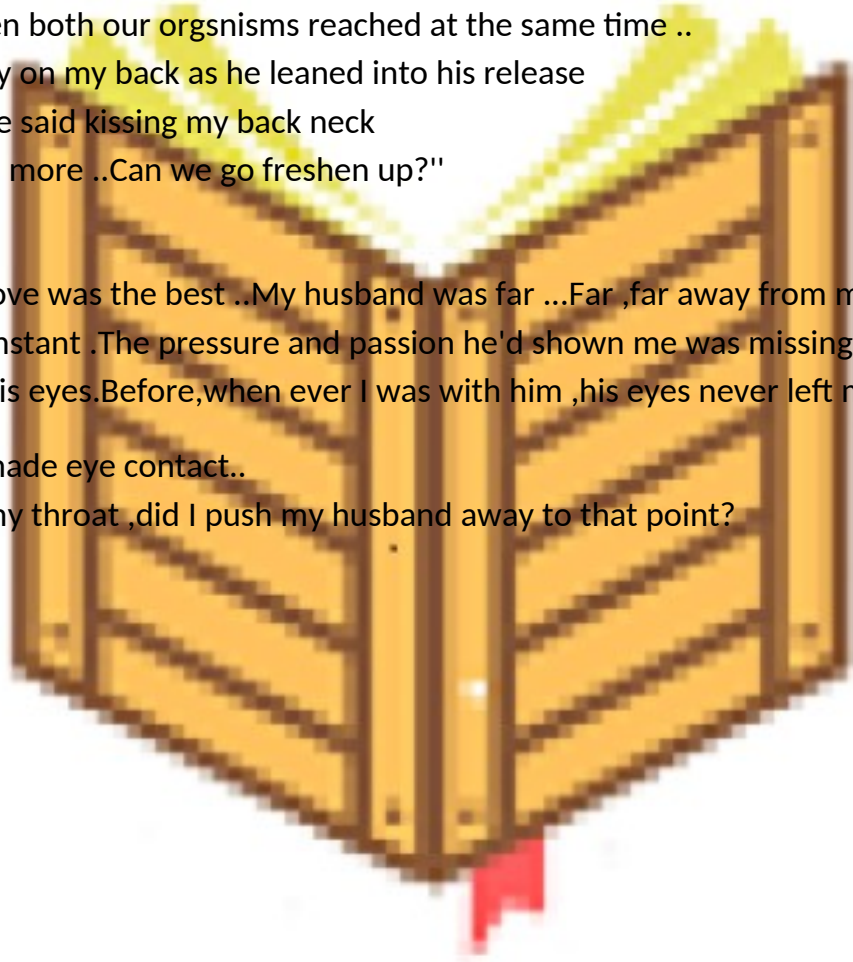 en both our orgsnisms reached at the same time ..
y on my back as he leaned into his release
e said kissing my back neck
more ..Can we go freshen up?''
ove was the best ..My husband was far ...Far ,far away from m
nstant .The pressure and passion he'd shown me was missing
is eyes.Before,when ever I was with him ,his eyes never left
made eye contact..
my throat ,did I push my husband away to that point?